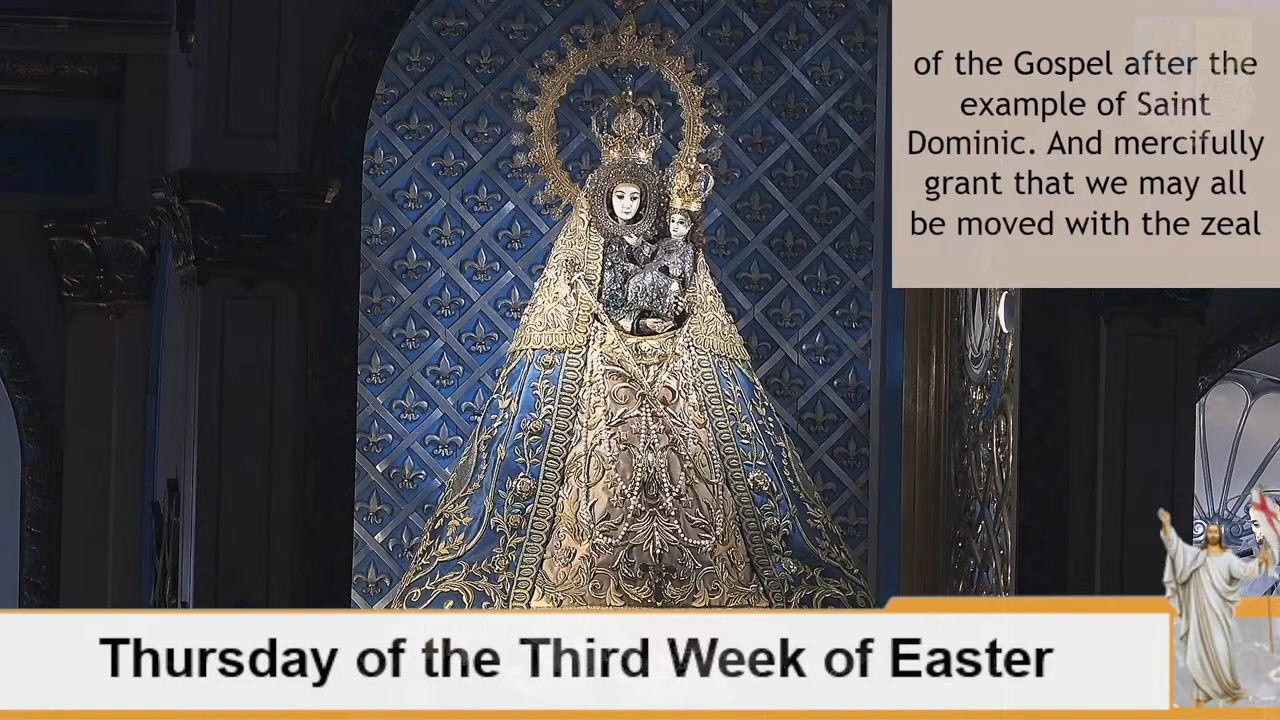 of the Gospel after the
example of Saint
Dominic. And mercifully
grant that we may all
be moved with the zeal
Thursday of the Third Week of Easter